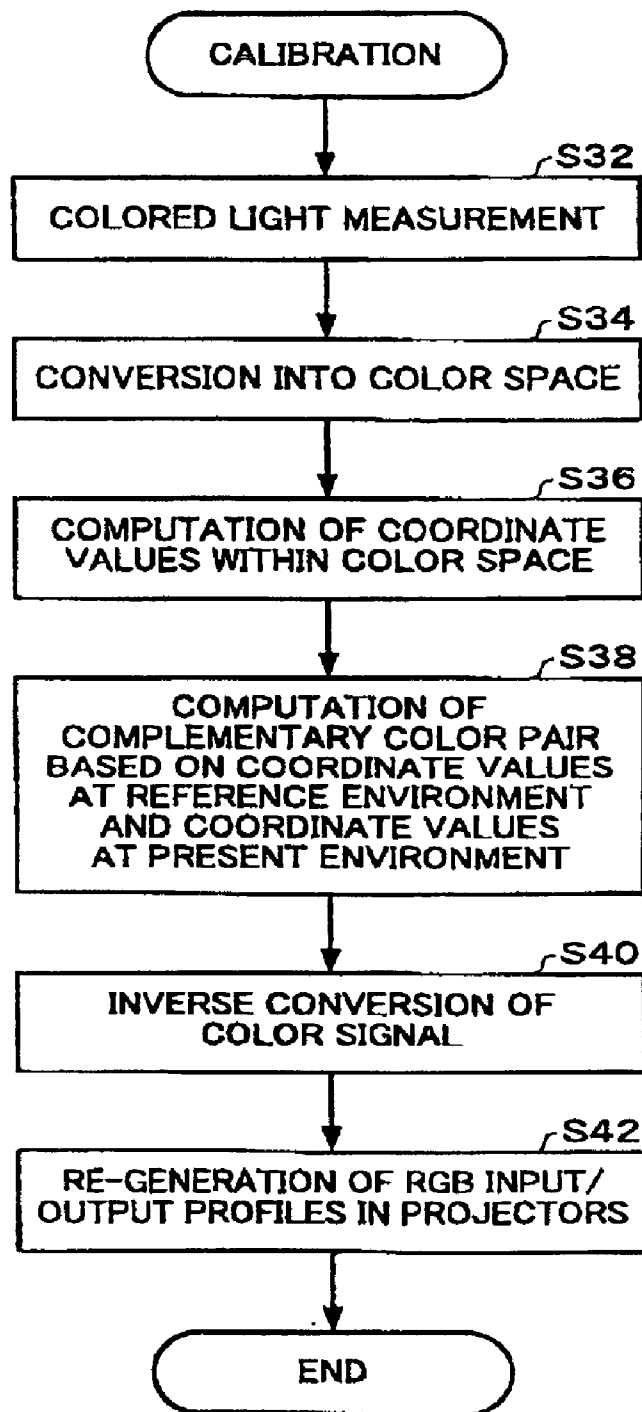 CALIBRATION
S32
COLORED LIGHT MEASUREMENT
S34
CONVERSION INTO COLOR SPACE
S36
COMPUTATION OF COORDINATE
VALUES WITHIN COLOR SPACE
S38
COMPUTATION OF
COMPLEMENTARY COLOR PAIR
BASED ON COORDINATE VALUES
AT REFERENCE ENVIRONMENT
AND COORDINATE VALUES
AT PRESENT ENVIRONMENT
S40
INVERSE CONVERSION OF
COLOR SIGNAL
S42
RE-GENERATION OF RGB INPUT/
OUTPUT PROFILES IN PROJECTORS
END